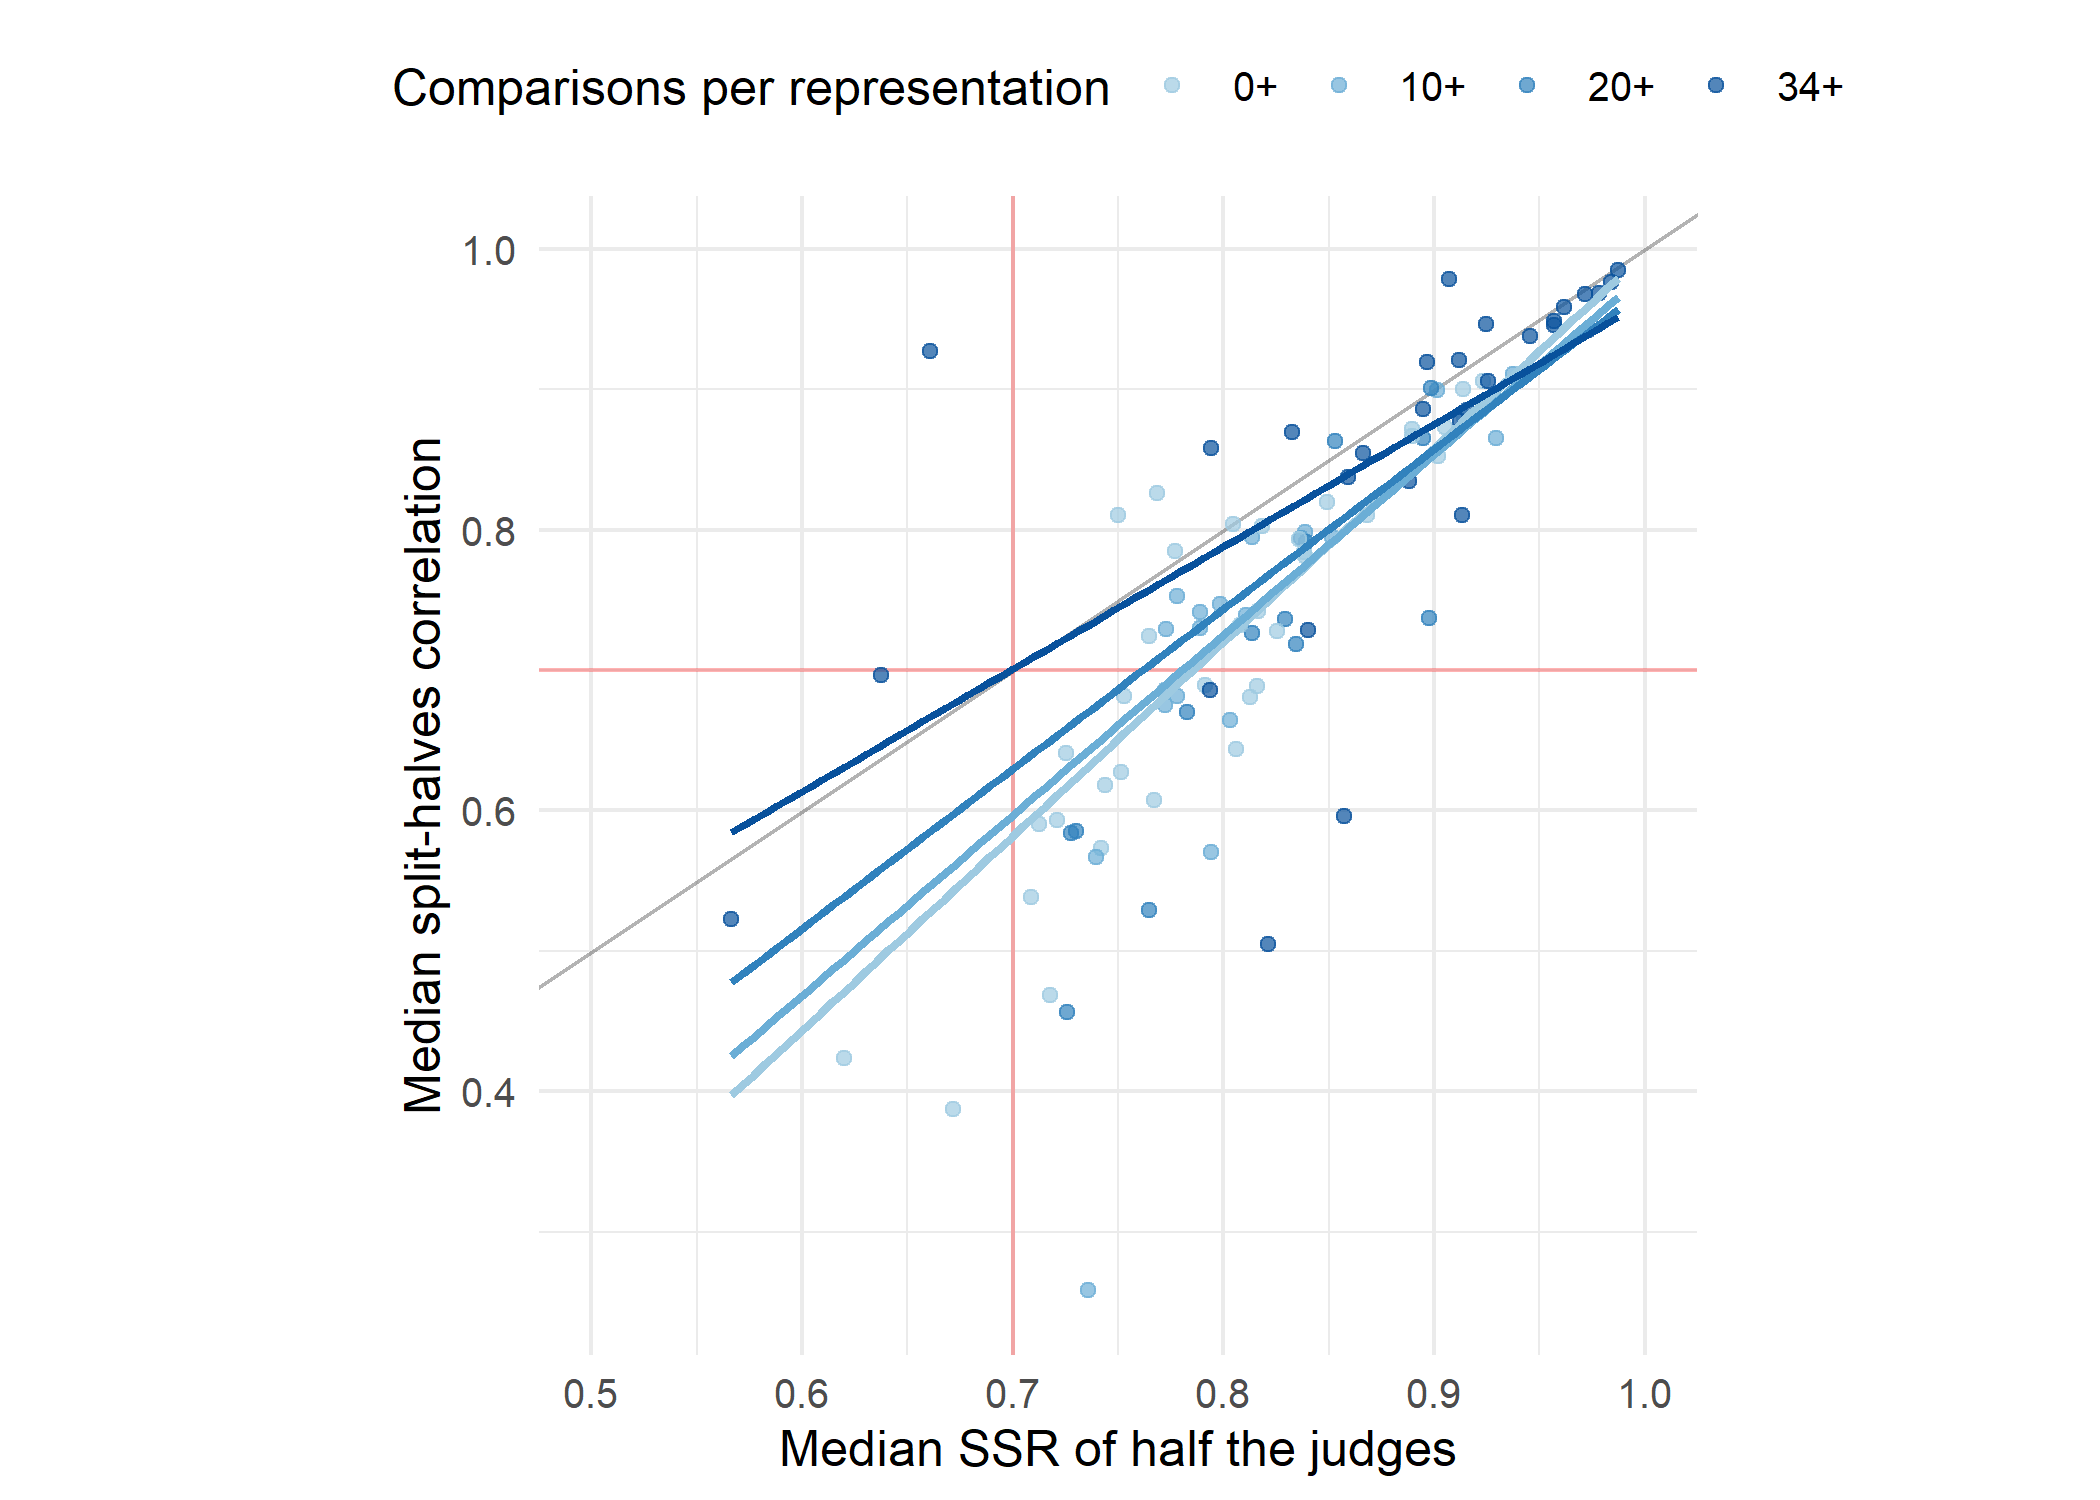 Comparisons per representation 0+ 10+ 20+ 34+
1.0
0.8
0.6
0.4
Median split-halves correlation
0.5 0.6 0.7 0.8 0.9 1.0
Median SSR of half the judges